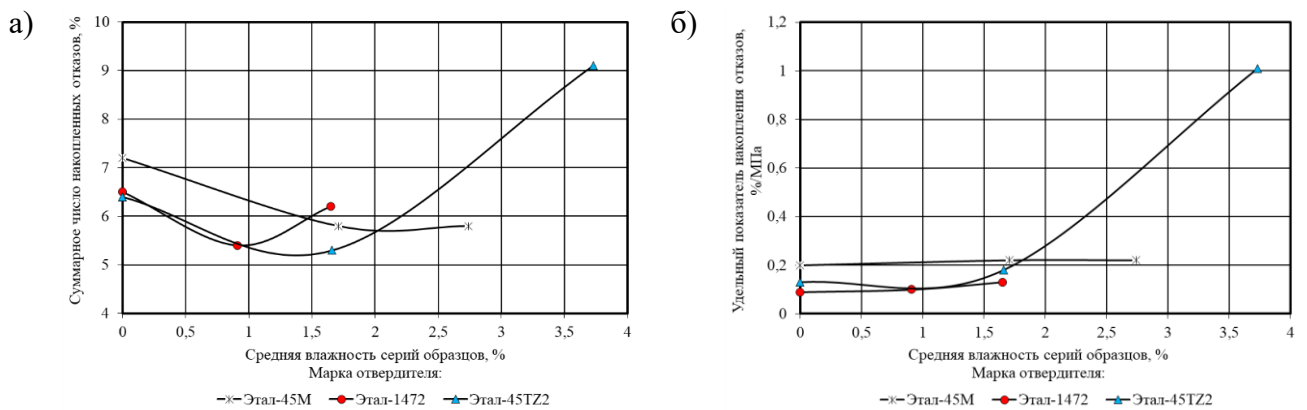 а)
Суммарное число накопленных отказов, %
10
9
8
7
6
5
4
0 0,5 1 1,5 2 2,5 3 3,5 4
Средняя влажность серий образцов, %
Марка отвердителя:
Этал-45М Этал-1472 Этал-45TZ2
б)
Удельный показатель накопления отказов,
%/МПа
1,2
1
0,8
0,6
0,4
0,2
0
0 0,5 1 1,5 2 2,5 3 3,5 4
Средняя влажность серий образцов, %
Марка отвердителя:
Этал-45М Этал-1472 Этал-45TZ2